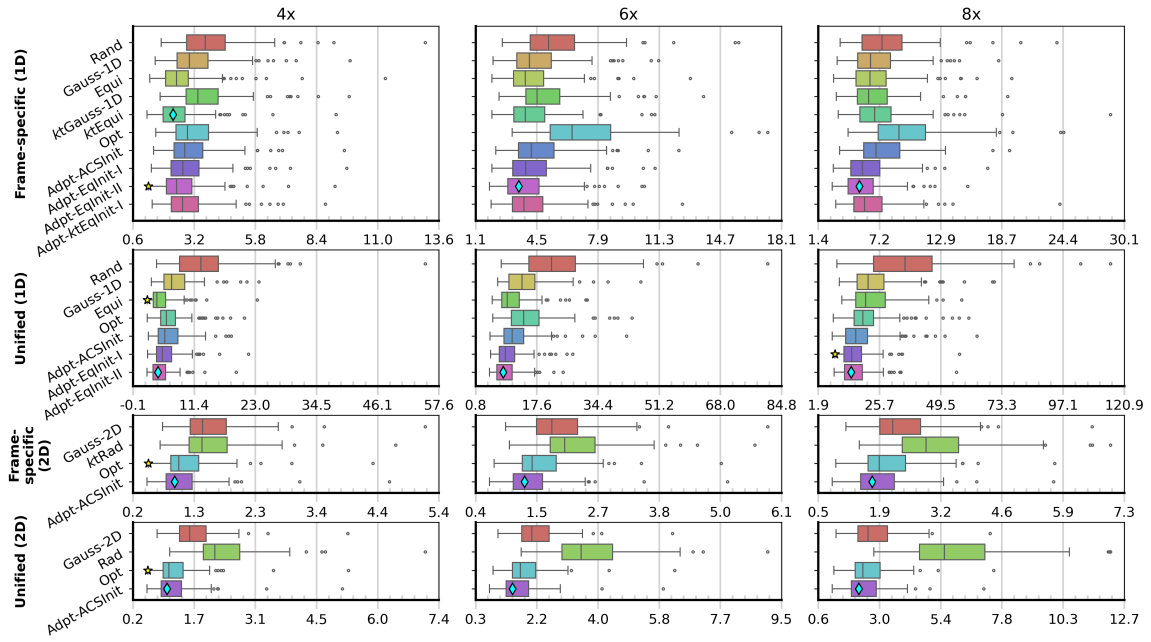 4x 6x 8x
Frame-specific (1D)
Rand
Gauss-1D
Equi
ktGauss-1D
ktEqui
Opt
Adpt-ACSInit
Adpt-EqInit-I
Adpt-EqInit-II
Adpt-ktEqInit-I
0.6 3.2 5.8 8.4 11.0 13.6
1.1 4.5 7.9 11.3 14.7 18.1
1.4 7.2 12.9 18.7 24.4 30.1
Unified (1D)
Rand
Gauss-1D
Equi
Opt
Adpt-ACSInit
Adpt-EqInit-I
Adpt-EqInit-II
-0.1 11.4 23.0 34.5 46.1 57.6
0.8 17.6 34.4 51.2 68.0 84.8
1.9 25.7 49.5 73.3 97.1 120.9
Frame-
specific
(2D)
Gauss-2D
ktRad
Opt
Adpt-ACSInit
0.2 1.3 2.3 3.4 4.4 5.4
0.4 1.5 2.7 3.8 5.0 6.1
0.5 1.9 3.2 4.6 5.9 7.3
Unified (2D)
Gauss-2D
Rad
Opt
Adpt-ACSInit
0.2 1.7 3.1 4.5 6.0 7.4
0.3 2.2 4.0 5.8 7.7 9.5
0.6 3.0 5.4 7.8 10.3 12.7